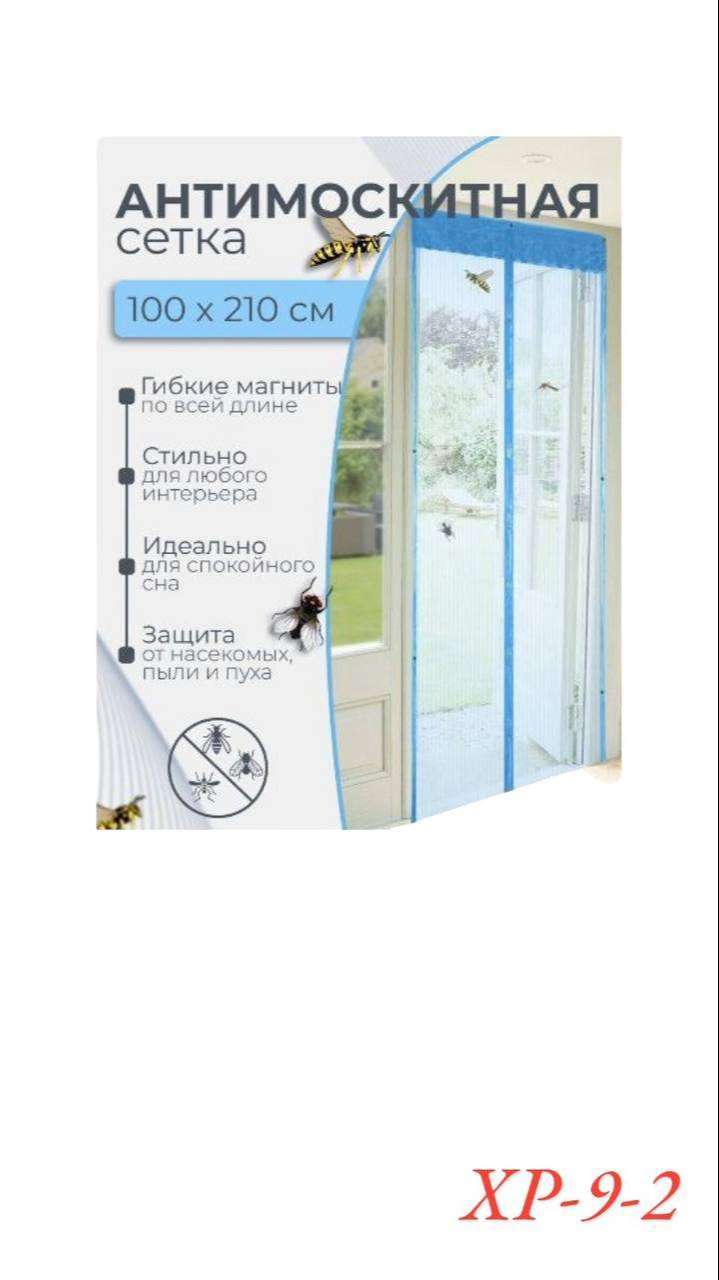 АНТИМОСКИТНАЯ
сетка
100 х 210 см
Гибкие магниты
по всей длине
Стильно
для любого
интерьера
Идеально
для спокойного
сна
Защита
от насекомых,
пыли и пуха
XP-9-2